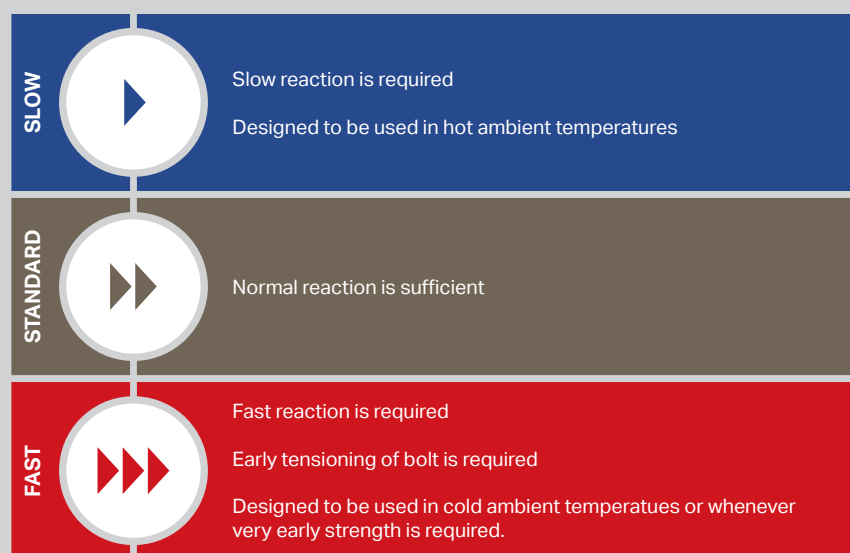 SLOW
Slow reaction is required
Designed to be used in hot ambient temperatures
STANDARD
Normal reaction is sufficient
FAST
Fast reaction is required
Early tensioning of bolt is required
Designed to be used in cold ambient temperatues or whenever
very early strength is required.